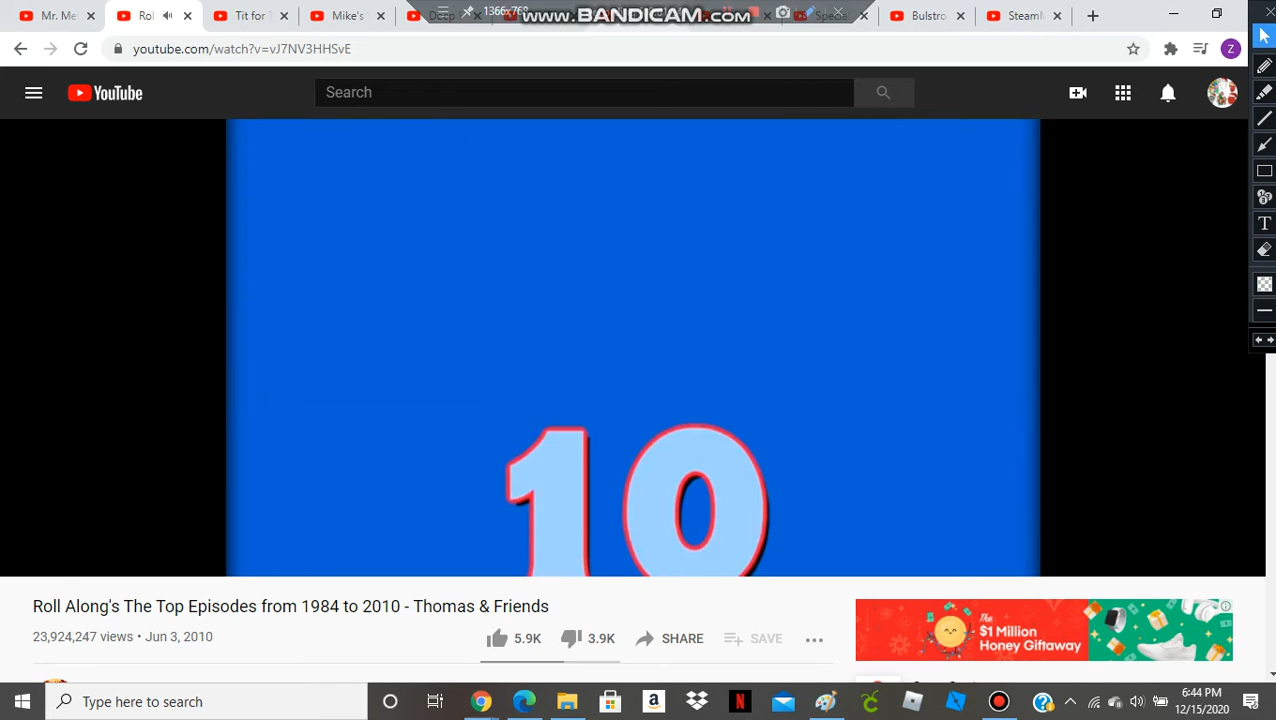 Mr. Me
Rol
Tit for T
Mike's
1366x768
www.BANDICAM.com
Specia
Bulstro
SteamM
youtube.com/watch?v=vJ7NV3HHSvE
Z
YouTube
Search
T
10
Roll Along's The Top Episodes from 1984 to 2010 - Thomas & Friends
23,924,247 views • Jun 3, 2010
5.9K
3.9K
SHARE
SAVE
The
$1 Million
Honey Giftaway
Type here to search
6:44 PM
12/15/2020